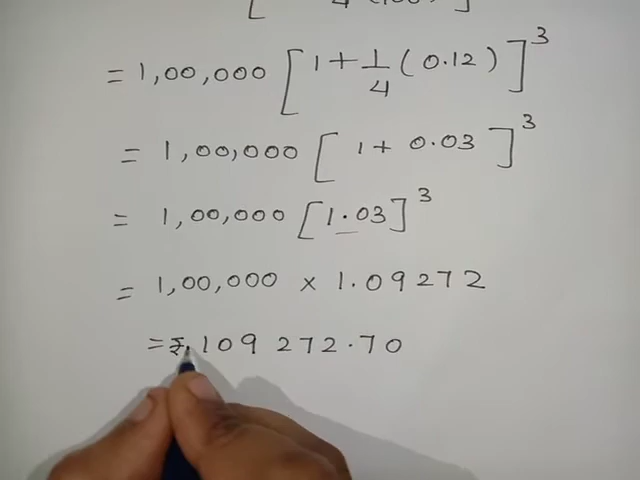 = 1,00,000 [ 1 + 1/4 ( 0.12 ) ]^3
= 1,00,000 [ 1 + 0.03 ]^3
= 1,00,000 [1.03]^3
= 1,00,000 × 1.09272
= ₹.109 272.70